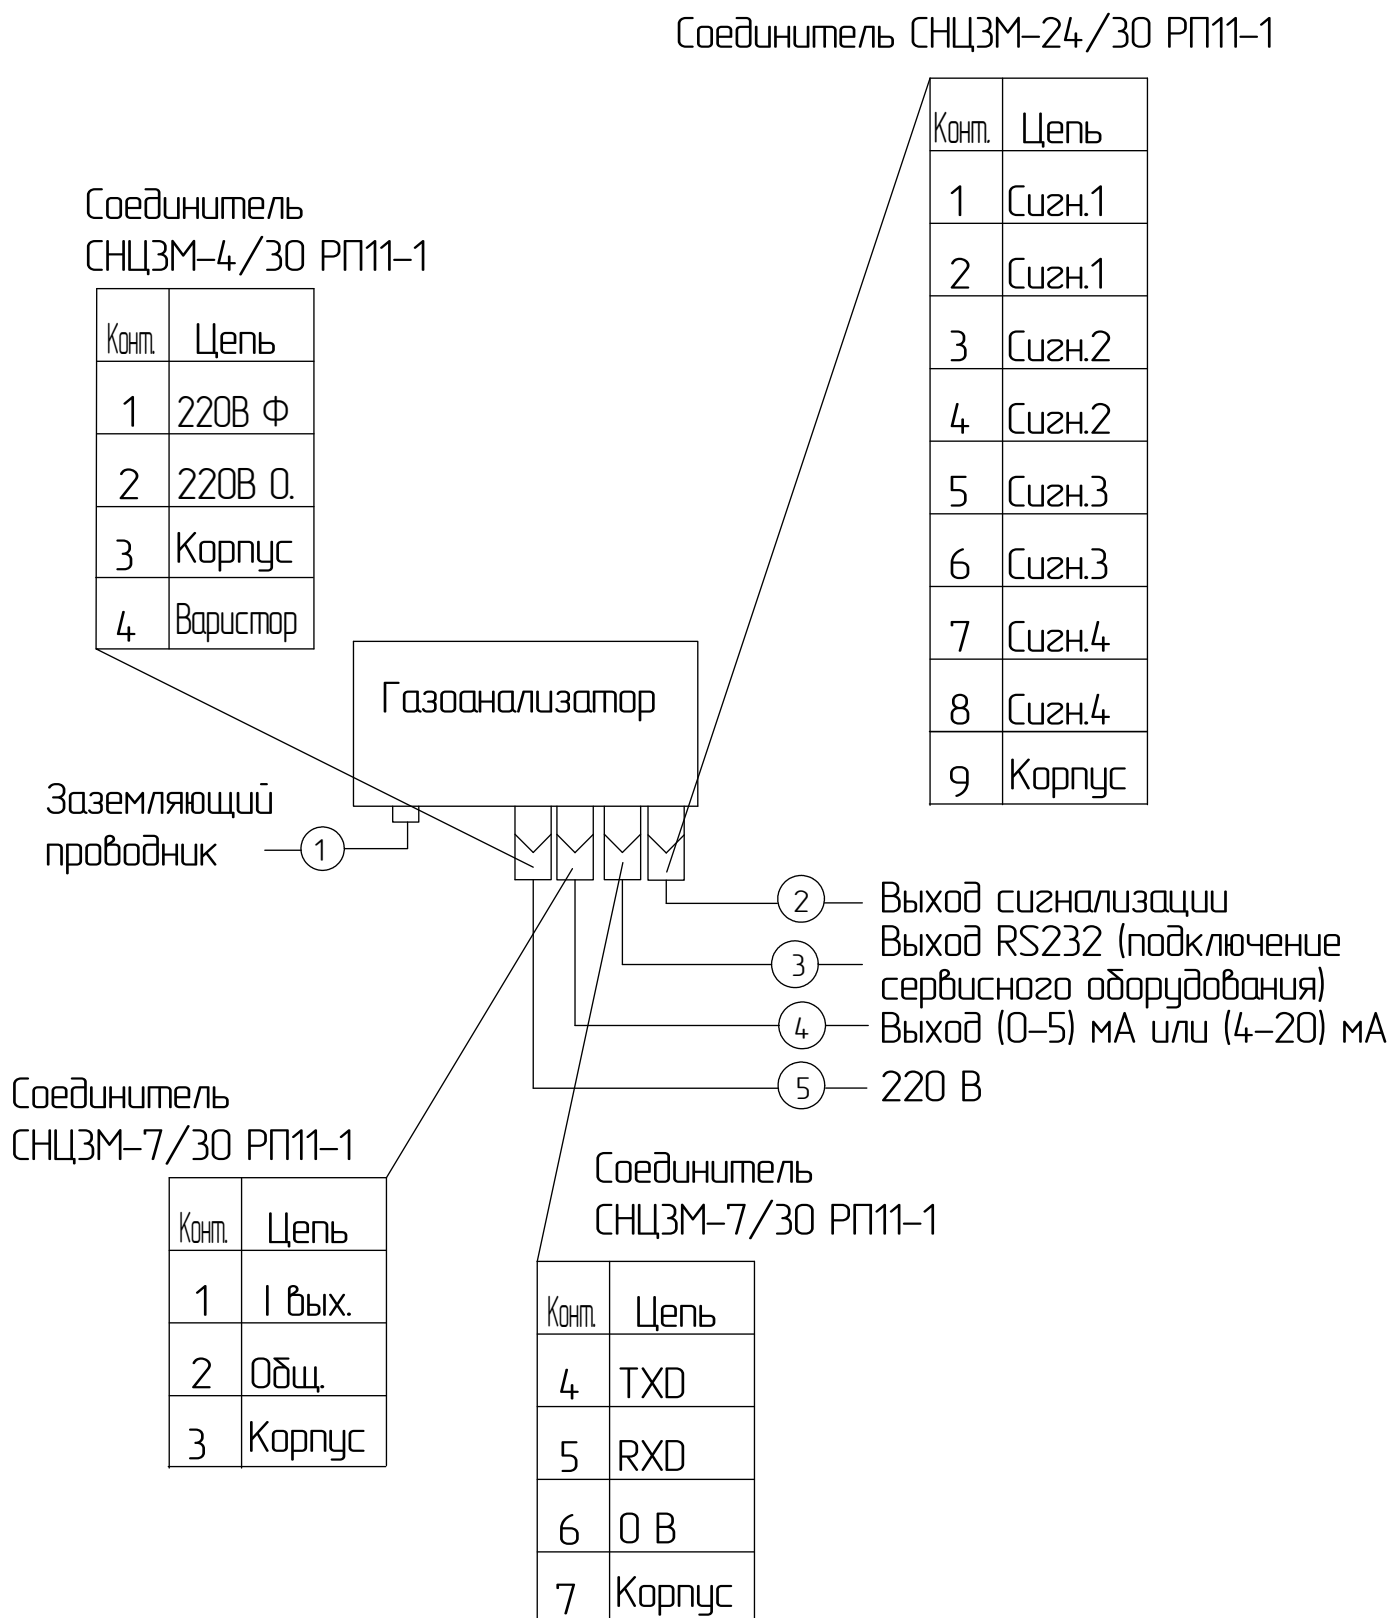 Соединитель СНЦ3М-24/30 РП11-1
Конт. Цепь
1 Сигн.1
2 Сигн.1
3 Сигн.2
4 Сигн.2
5 Сигн.3
6 Сигн.3
7 Сигн.4
8 Сигн.4
9 Корпус
Соединитель
СНЦ3М-4/30 РП11-1
Конт. Цепь
1 220В Ф
2 220В О.
3 Корпус
4 Варистор
Газоанализатор
Заземляющий
проводник
1
2 Выход сигнализации
3 Выход RS232 (подключение
сервисного оборудования)
4 Выход (0-5) мА или (4-20) мА
5 220 В
Соединитель
СНЦ3М-7/30 РП11-1
Конт. Цепь
1 I вых.
2 Общ.
3 Корпус
Соединитель
СНЦ3М-7/30 РП11-1
Конт. Цепь
4 TXD
5 RXD
6 0 В
7 Корпус